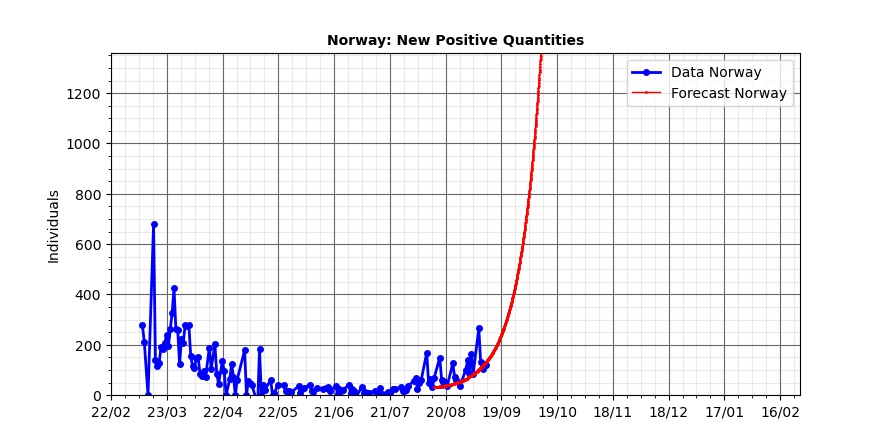 Norway: New Positive Quantities
Data Norway
Forecast Norway
Individuals
1200
1000
800
600
400
200
0
22/02 23/03 22/04 22/05 21/06 21/07 20/08 19/09 19/10 18/11 18/12 17/01 16/02